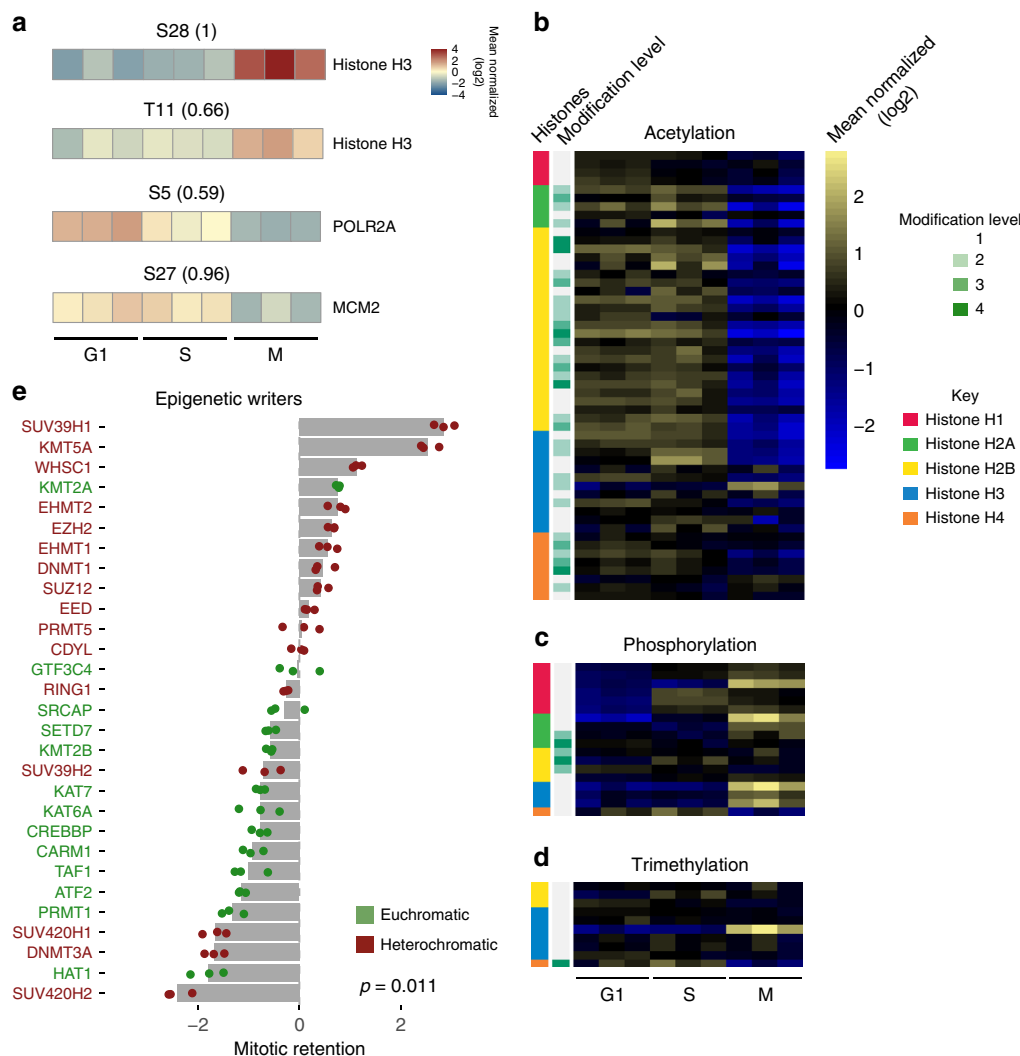 a
S28 (1)
Histone H3
4
2
0
−2
−4
Mean normalized
(log2)
T11 (0.66)
Histone H3
S5 (0.59)
POLR2A
S27 (0.96)
MCM2
G1
S
M
b
Histones
Modification level
Acetylation
Mean normalized
(log2)
2
1
0
−1
−2
Modification level
1
2
3
4
Key
Histone H1
Histone H2A
Histone H2B
Histone H3
Histone H4
c
Phosphorylation
d
Trimethylation
G1
S
M
e
Epigenetic writers
SUV39H1
KMT5A
WHSC1
KMT2A
EHMT2
EZH2
EHMT1
DNMT1
SUZ12
EED
PRMT5
CDYL
GTF3C4
RING1
SRCAP
SETD7
KMT2B
SUV39H2
KAT7
KAT6A
CREBBP
CARM1
TAF1
ATF2
PRMT1
SUV420H1
DNMT3A
HAT1
SUV420H2
Euchromatic
Heterochromatic
p = 0.011
−2
0
2
Mitotic retention